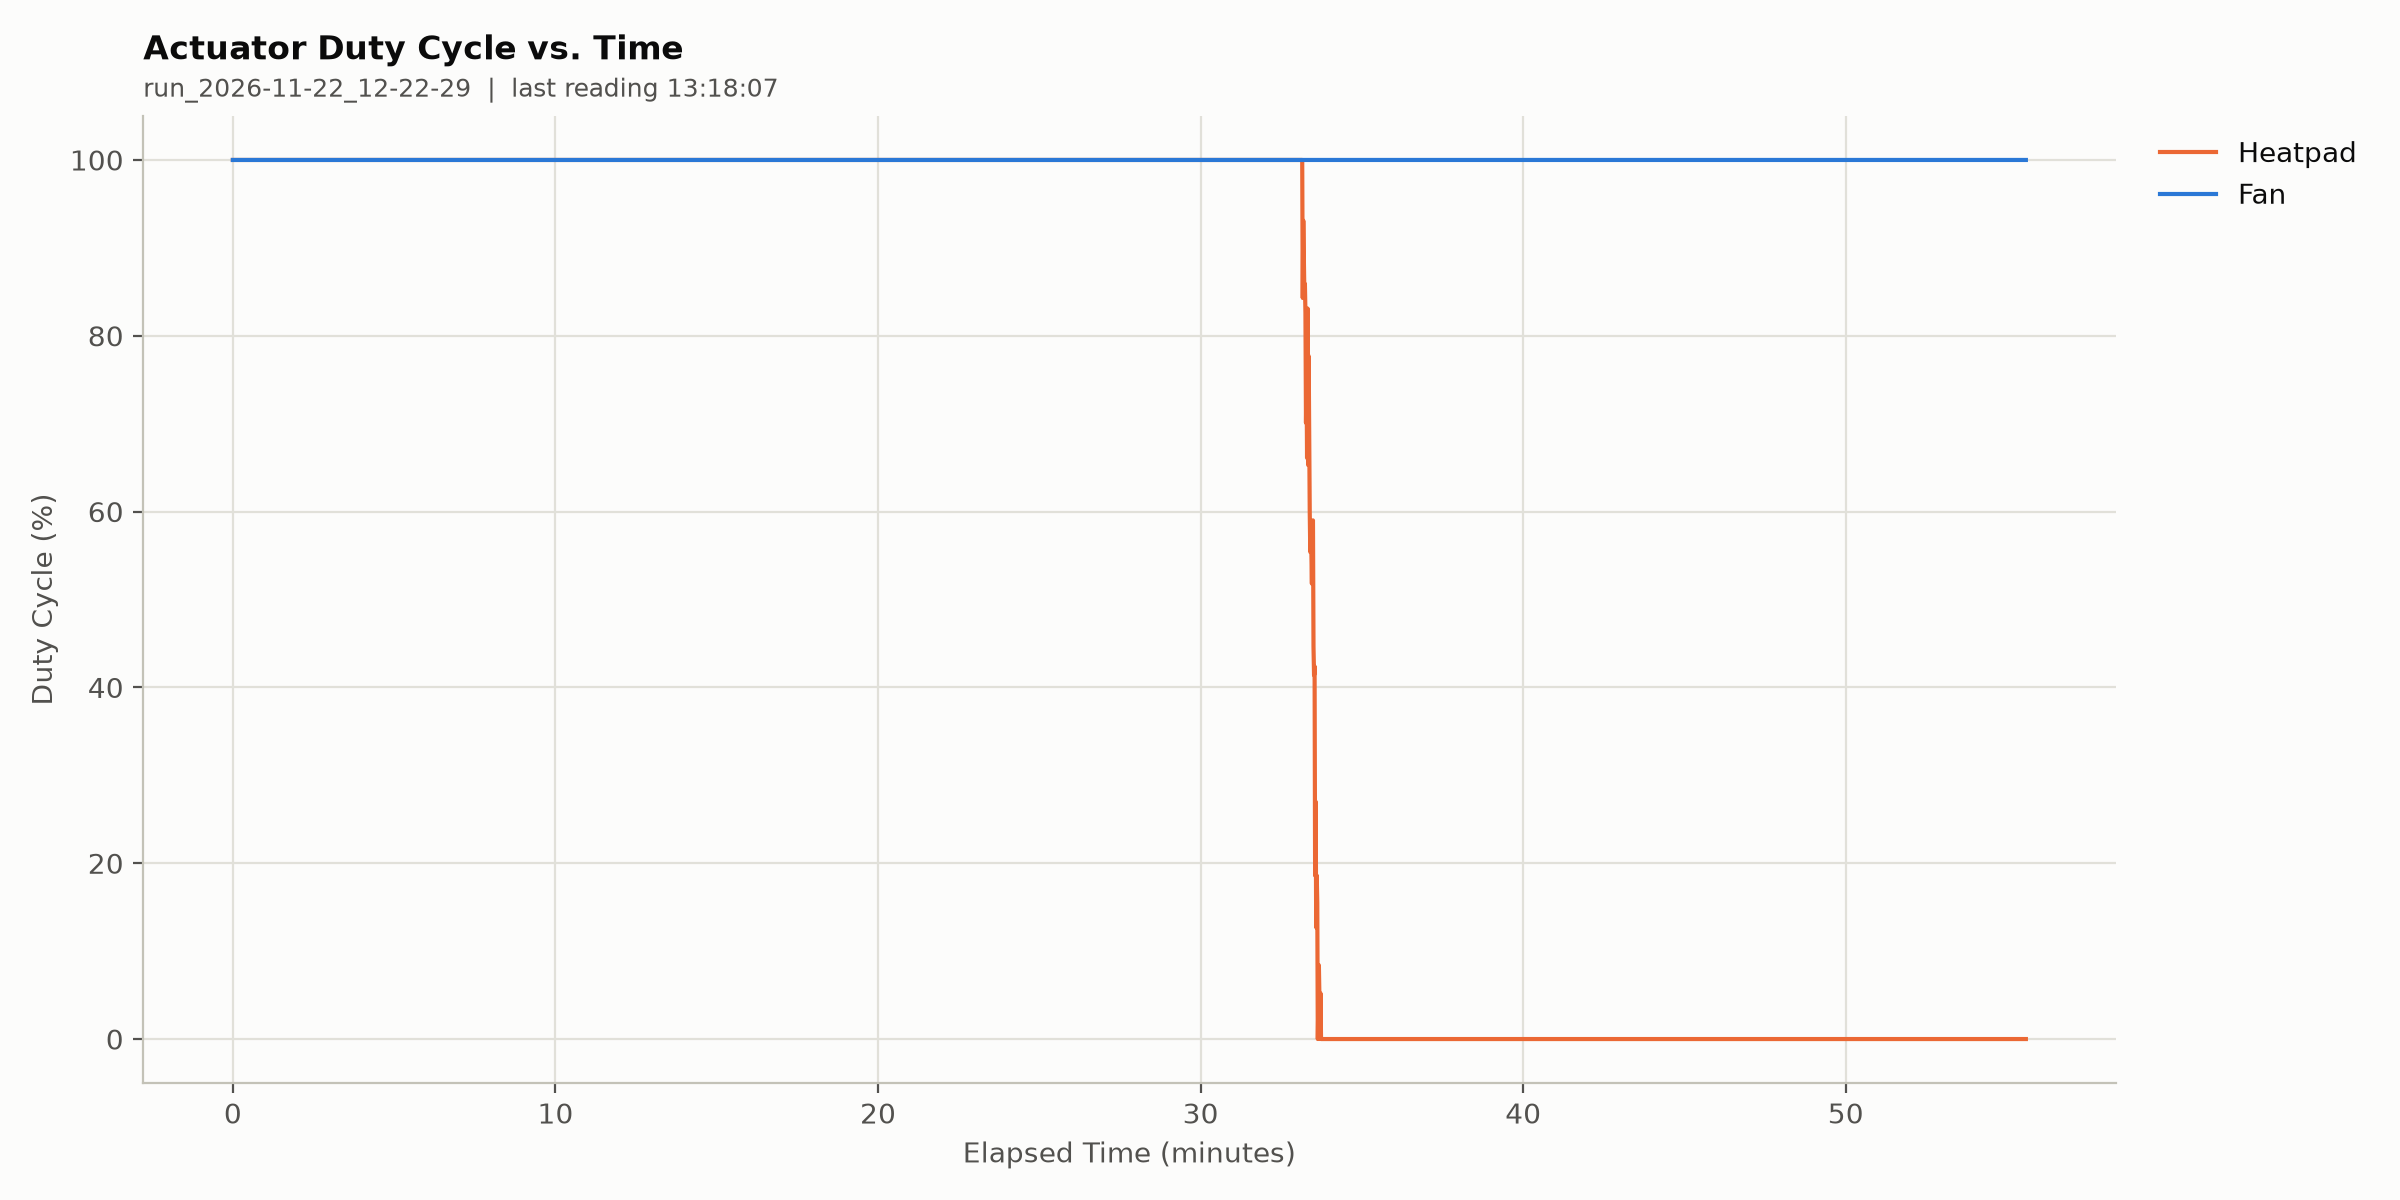 Actuator Duty Cycle vs. Time
run_2026-11-22_12-22-29 | last reading 13:18:07
Heatpad
Fan
Duty Cycle (%)
100
80
60
40
20
0
0 10 20 30 40 50
Elapsed Time (minutes)